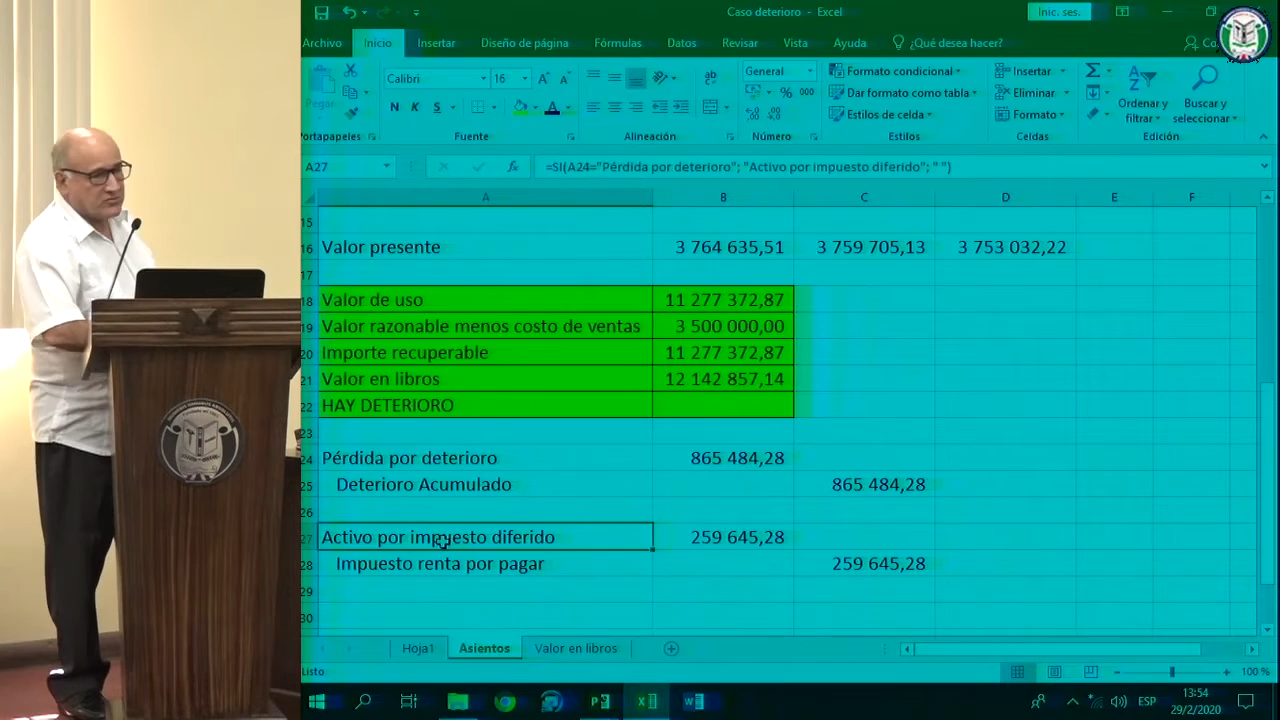 Caso deterioro - Excel
Inic. ses.
Archivo Inicio Insertar Diseño de página Fórmulas Datos Revisar Vista Ayuda ¿Qué desea hacer?
Pegar
Calibri 16
N K S
General
% 000
Formato condicional
Dar formato como tabla
Estilos de celda
Insertar
Eliminar
Formato
Ordenar y filtrar
Buscar y seleccionar
Portapapeles Fuente Alineación Número Estilos Celdas Edición
A27 fx =SI(A24="Pérdida por deterioro"; "Activo por impuesto diferido"; " ")
A B C D E F
15
16 Valor presente 3 764 635,51 3 759 705,13 3 753 032,22
17
18 Valor de uso 11 277 372,87
19 Valor razonable menos costo de ventas 3 500 000,00
20 Importe recuperable 11 277 372,87
21 Valor en libros 12 142 857,14
22 HAY DETERIORO
23
24 Pérdida por deterioro 865 484,28
25 Deterioro Acumulado 865 484,28
26
27 Activo por impuesto diferido 259 645,28
28 Impuesto renta por pagar 259 645,28
29
30
Hoja1 Asientos Valor en libros
Listo 100 %
ESP 13:54
29/2/2020